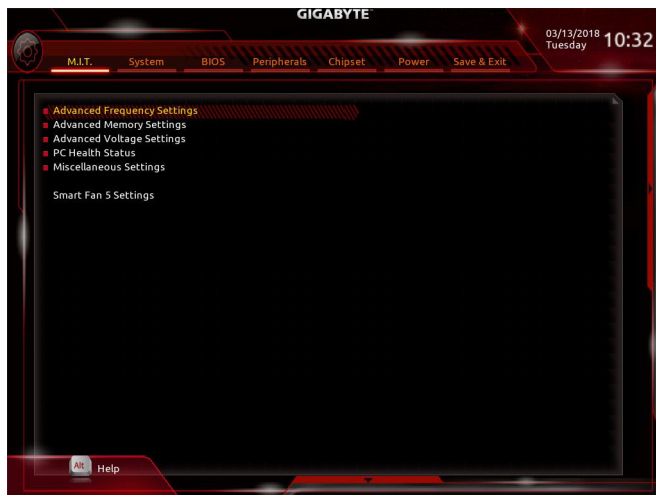 GIGABYTE™
03/13/2018
Tuesday
10:32
M.I.T. System BIOS Peripherals Chipset Power Save & Exit
Advanced Frequency Settings
Advanced Memory Settings
Advanced Voltage Settings
PC Health Status
Miscellaneous Settings
Smart Fan 5 Settings
Alt Help